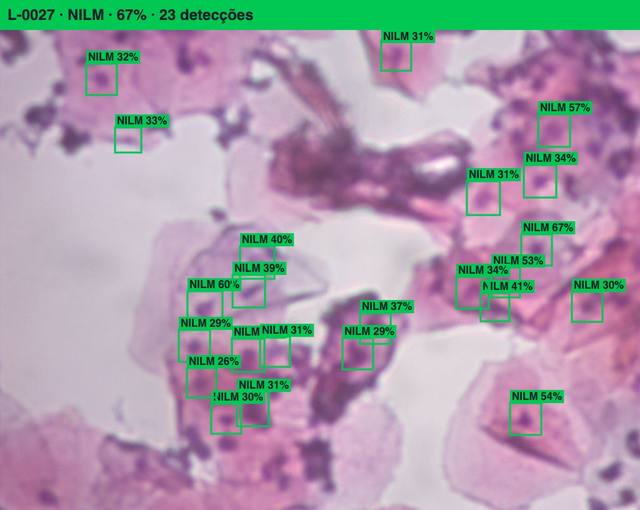 L-0027 · NILM · 67% · 23 detecções
NILM 31%
NILM 32%
NILM 57%
NILM 33%
NILM 34%
NILM 31%
NILM 67%
NILM 40%
NILM 53%
NILM 39%
NILM 34%
NILM 60%
NILM 41%
NILM 30%
NILM 37%
NILM 29%
NILM
NILM 31%
NILM 29%
NILM 26%
NILM 31%
NILM 30%
NILM 54%